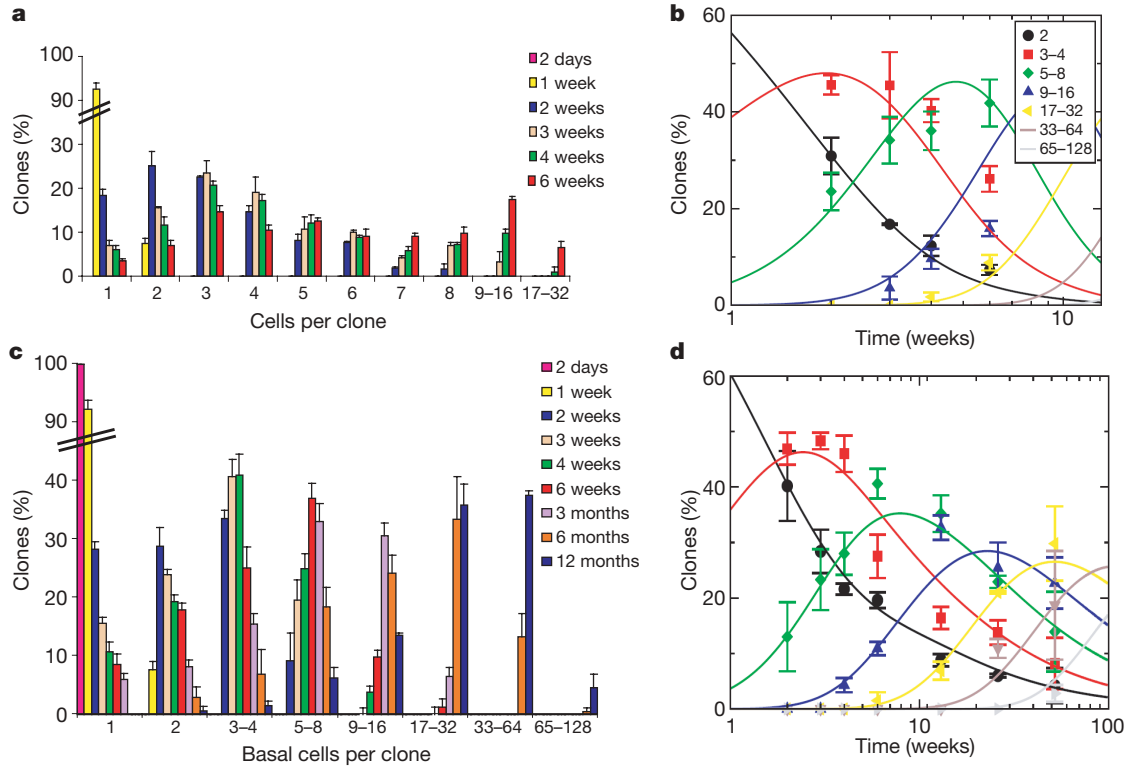 a
100
90
30
20
10
0
Clones (%)
2 days
1 week
2 weeks
3 weeks
4 weeks
6 weeks
1 2 3 4 5 6 7 8 9–16 17–32
Cells per clone
b
60
40
20
0
Clones (%)
2
3–4
5–8
9–16
17–32
33–64
65–128
1 10
Time (weeks)
c
100
90
40
30
20
10
0
Clones (%)
2 days
1 week
2 weeks
3 weeks
4 weeks
6 weeks
3 months
6 months
12 months
1 2 3–4 5–8 9–16 17–32 33–64 65–128
Basal cells per clone
d
60
40
20
0
Clones (%)
1 10 100
Time (weeks)